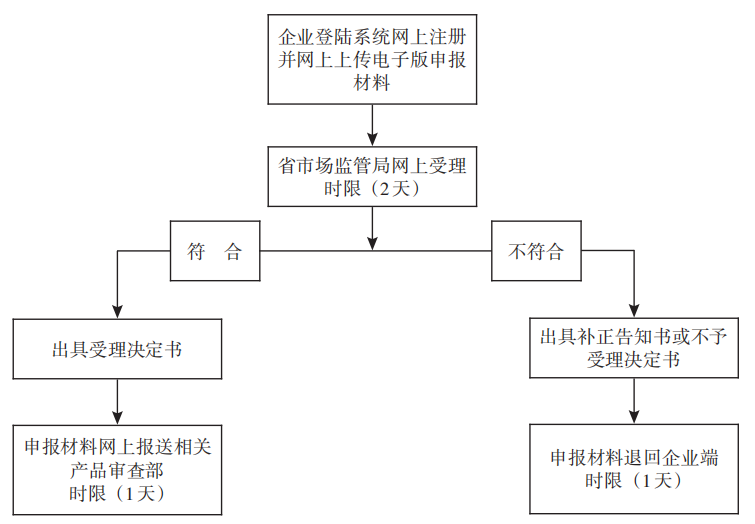 企业登陆系统网上注册
并网上上传电子版申报
材料
省市场监管局网上受理
时限（2天）
符 合
不符合
出具受理决定书
出具补正告知书或不予
受理决定书
申报材料网上报送相关
产品审查部
时限（1天）
申报材料退回企业端
时限（1天）